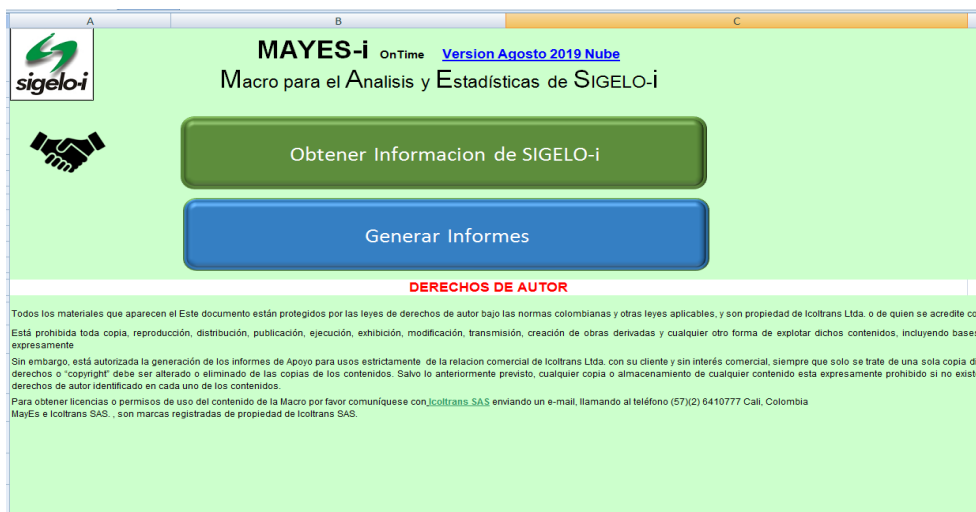 A B C
sigelo-i
MAYES-i OnTime Version Agosto 2019 Nube
Macro para el Analisis y Estadísticas de SIGELO-i
Obtener Informacion de SIGELO-i
Generar Informes
DERECHOS DE AUTOR
Todos los materiales que aparecen el Este documento están protegidos por las leyes de derechos de autor bajo las normas colombianas y otras leyes aplicables, y son propiedad de Icoltrans Ltda. o de quien se acredite co
Está prohibida toda copia, reproducción, distribución, publicación, ejecución, exhibición, modificación, transmisión, creación de obras derivadas y cualquier otro forma de explotar dichos contenidos, incluyendo bases
expresamente
Sin embargo, está autorizada la generación de los informes de Apoyo para usos estrictamente de la relacion comercial de Icoltrans Ltda. con su cliente y sin interés comercial, siempre que solo se trate de una sola copia di
derechos o “copyright” debe ser alterado o eliminado de las copias de los contenidos. Salvo lo anteriormente previsto, cualquier copia o almacenamiento de cualquier contenido esta expresamente prohibido si no exist
derechos de autor identificado en cada uno de los contenidos.
Para obtener licencias o permisos de uso del contenido de la Macro por favor comuníquese con Icoltrans SAS enviando un e-mail, llamando al teléfono (57)(2) 6410777 Cali, Colombia
MayEs e Icoltrans SAS. , son marcas registradas de propiedad de Icoltrans SAS.